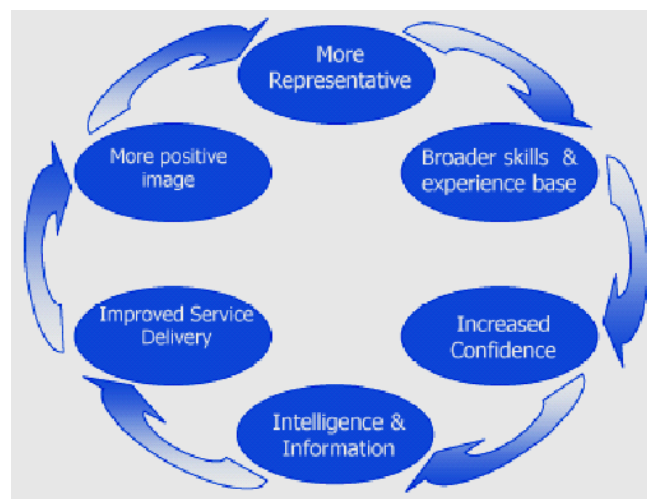 More
Representative
Broader skills &
experience base
Increased
Confidence
Intelligence &
Information
Improved Service
Delivery
More positive
image